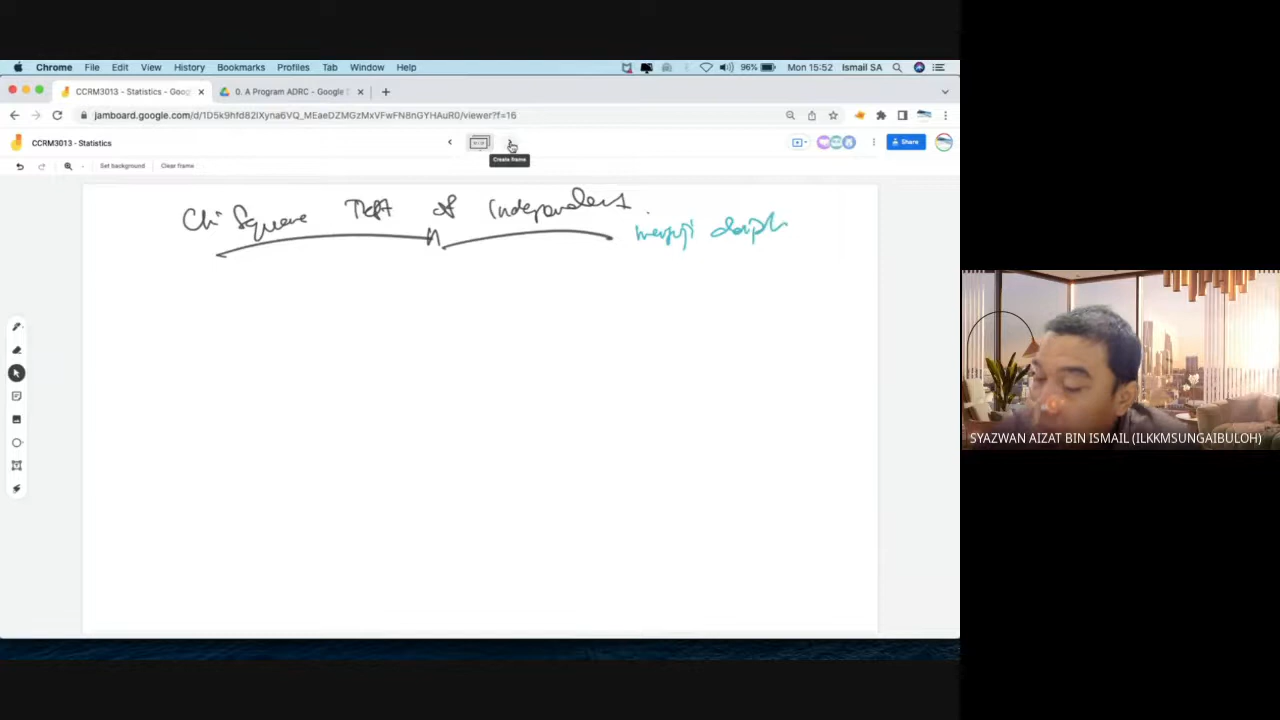 Chrome File Edit View History Bookmarks Profiles Tab Window Help 96% Mon 15:52 Ismail SA
CCRM3013 - Statistics - Goog 0. A Program ADRC - Google
jamboard.google.com/d/1D5k9hfd82IXyna6VQ_MEaeDZMGzMxVFwFN8nGYHAuR0/viewer?f=16
CCRM3013 - Statistics Share
Create frame
Set background Clear frame
Chi Square Test of Independent.
SYAZWAN AIZAT BIN ISMAIL (ILKKMSUNGAIBULOH)